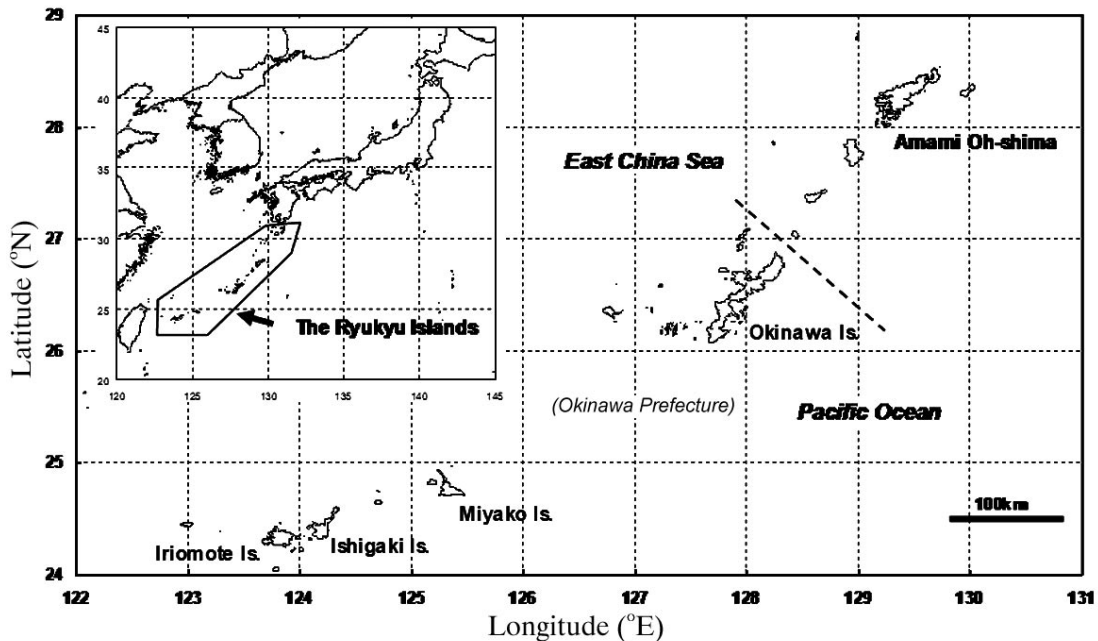 29
28
27
26
25
24
Latitude (°N)
45
40
35
30
25
20
120
125
130
135
140
145
The Ryukyu Islands
East China Sea
Amami Oh-shima
Okinawa Is.
(Okinawa Prefecture)
Pacific Ocean
100km
Miyako Is.
Ishigaki Is.
Iriomote Is.
122
123
124
125
126
127
128
129
130
131
Longitude (°E)